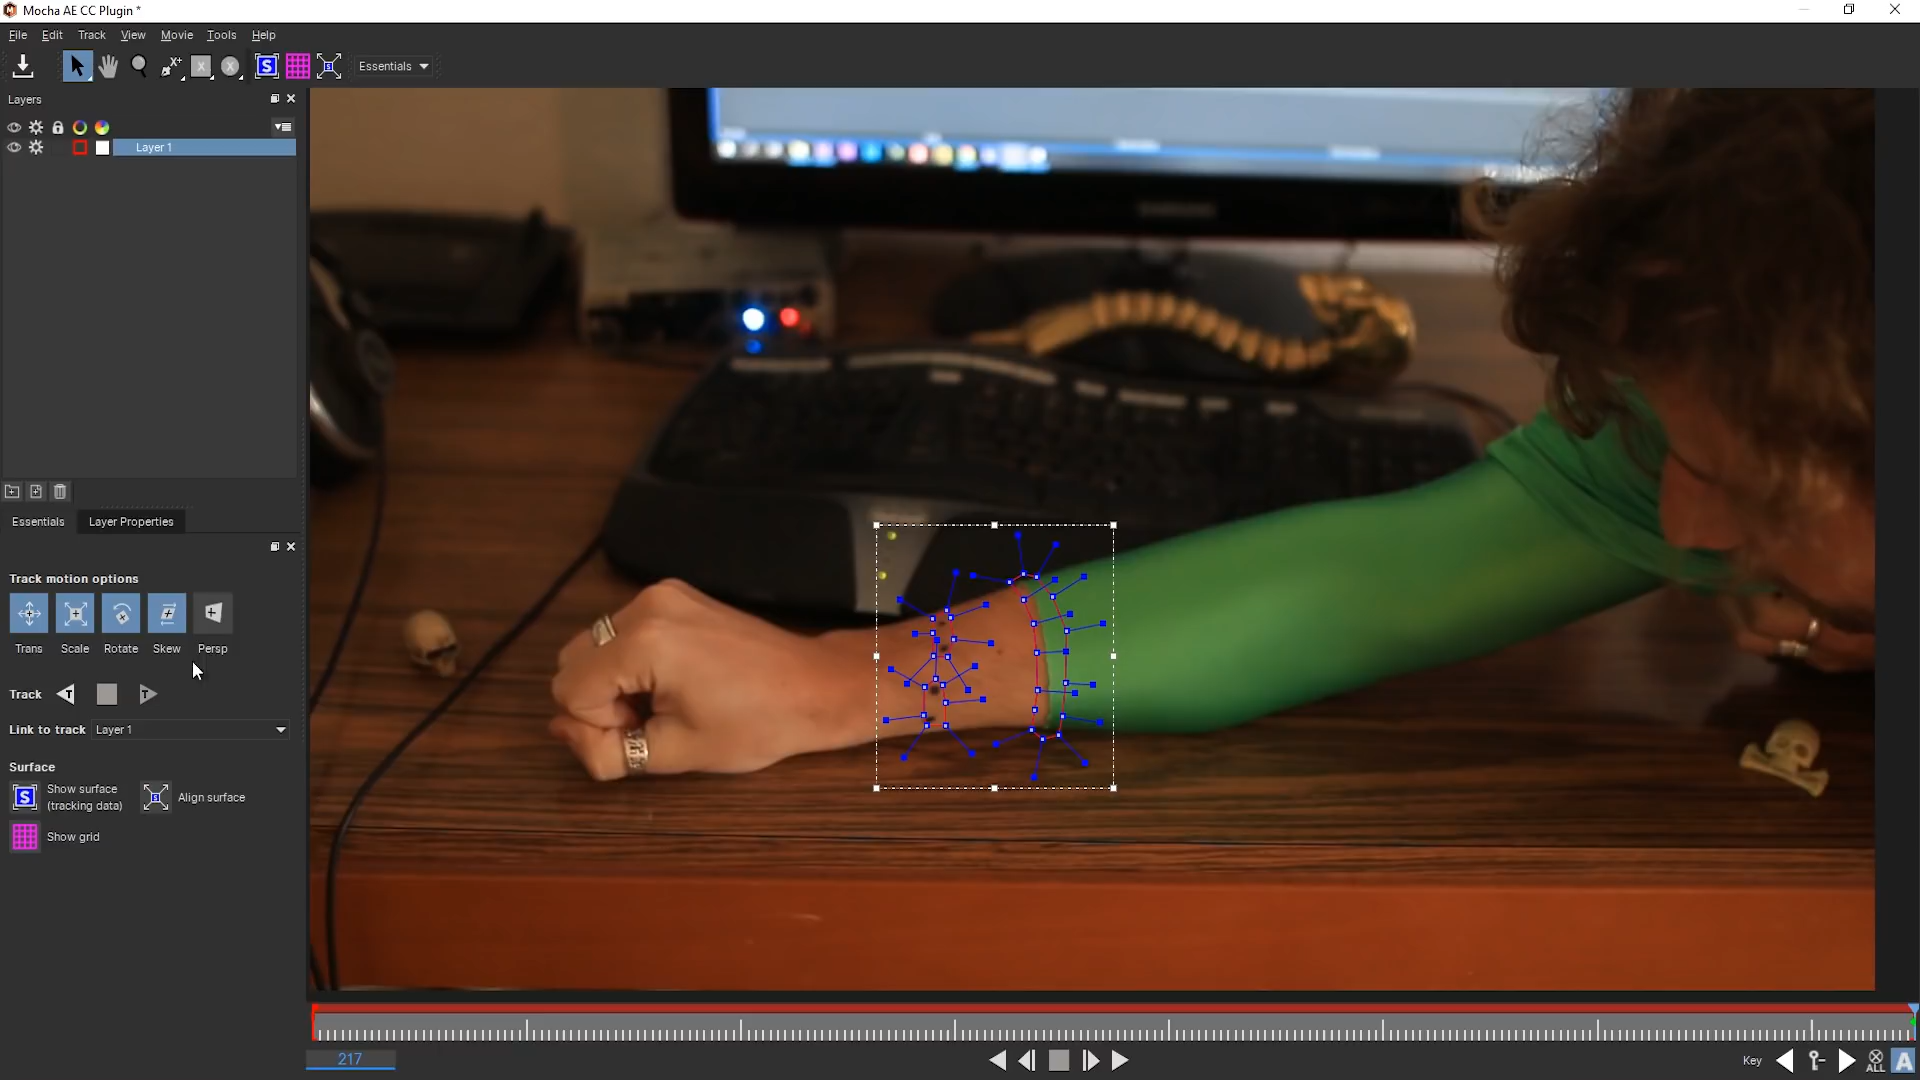 Mocha AE CC Plugin *
File Edit Track View Movie Tools Help
Essentials
Layers
Layer 1
Essentials Layer Properties
Track motion options
Trans Scale Rotate Skew Persp
Track
Link to track Layer 1
Surface
Show surface
(tracking data)
Align surface
Show grid
217
Key
ALL